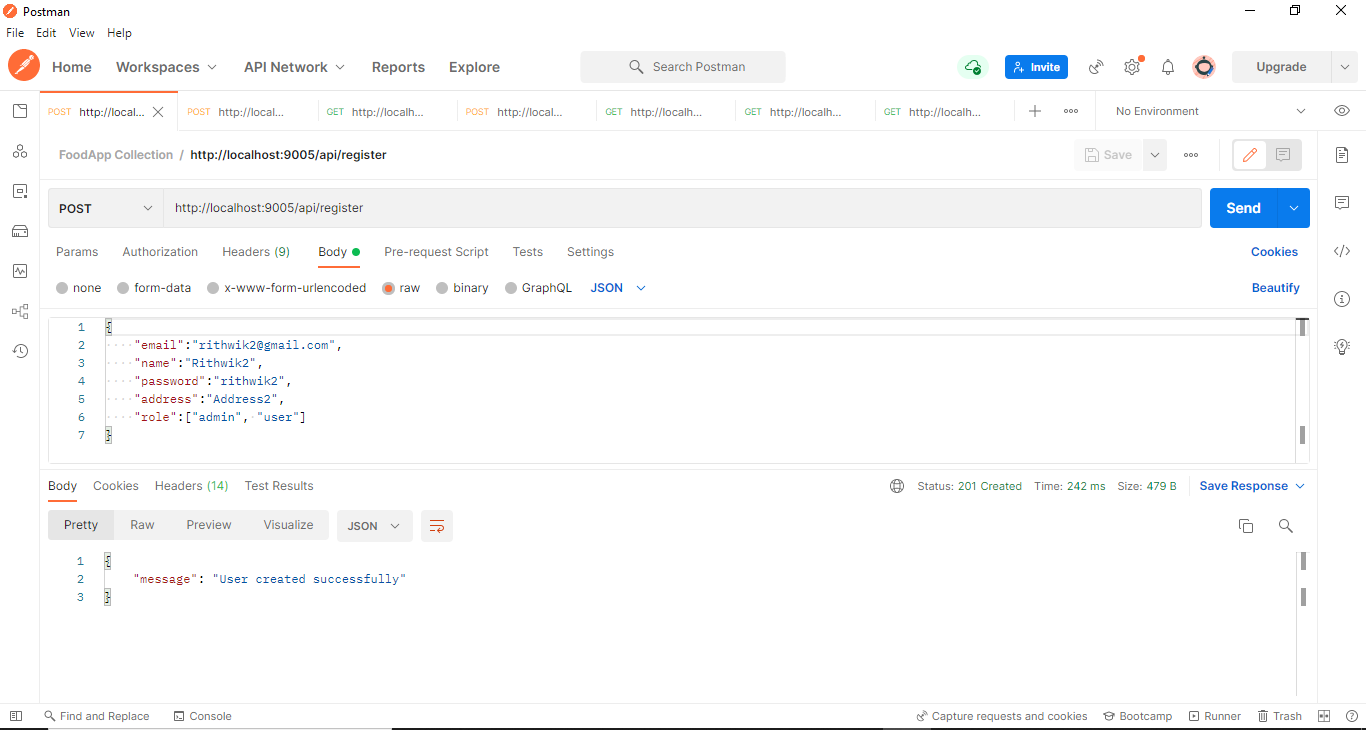 Postman
File Edit View Help
Home Workspaces API Network Reports Explore Search Postman Invite Upgrade
POST http://local... POST http://local... GET http://localh... POST http://local... GET http://localh... GET http://localh... GET http://localh... No Environment
FoodApp Collection / http://localhost:9005/api/register Save
POST http://localhost:9005/api/register Send
Params Authorization Headers (9) Body Pre-request Script Tests Settings Cookies
none form-data x-www-form-urlencoded raw binary GraphQL JSON Beautify
1 {
2 "email":"rithwik2@gmail.com",
3 "name":"Rithwik2",
4 "password":"rithwik2",
5 "address":"Address2",
6 "role":["admin", "user"]
7 }
Body Cookies Headers (14) Test Results Status: 201 Created Time: 242 ms Size: 479 B Save Response
Pretty Raw Preview Visualize JSON
1 {
2 "message": "User created successfully"
3 }
Find and Replace Console Capture requests and cookies Bootcamp Runner Trash